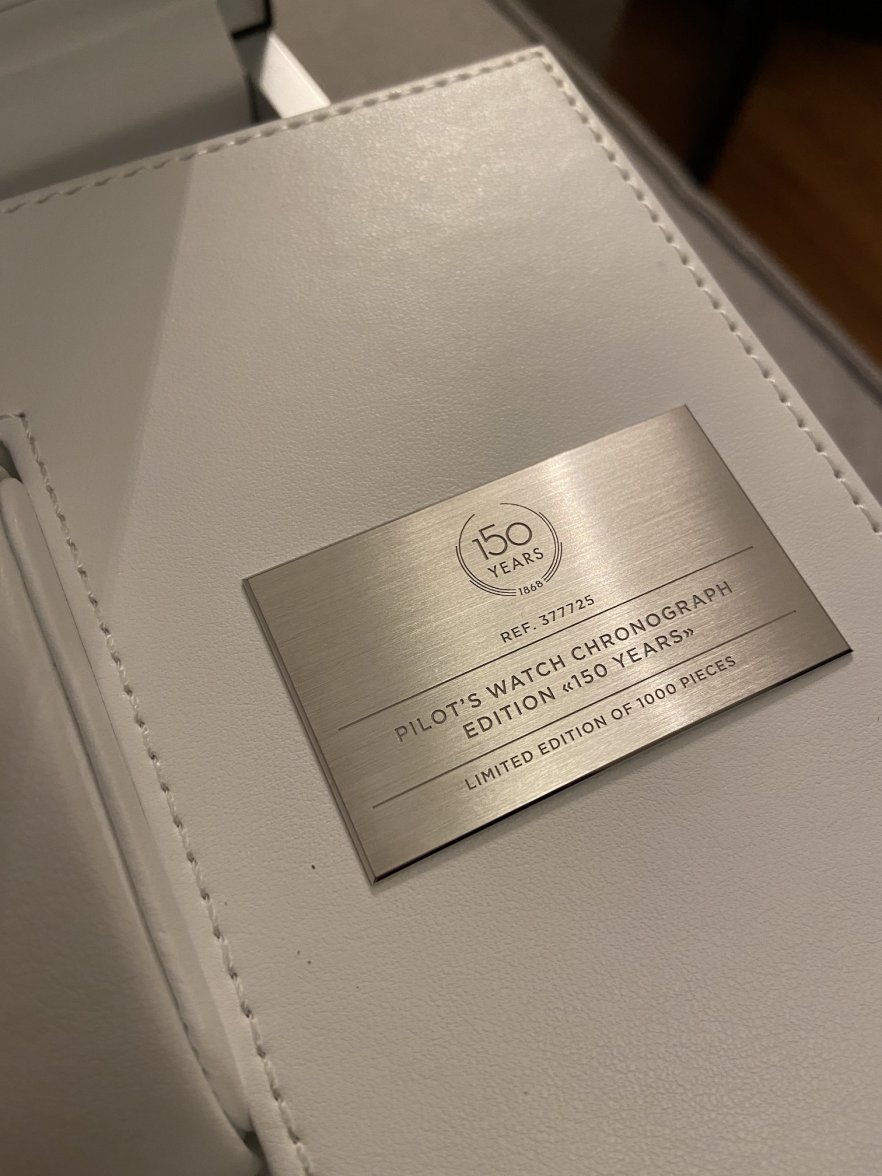 150
YEARS
1868
REF. 377725
PILOT'S WATCH CHRONOGRAPH
EDITION «150 YEARS»
LIMITED EDITION OF 1000 PIECES